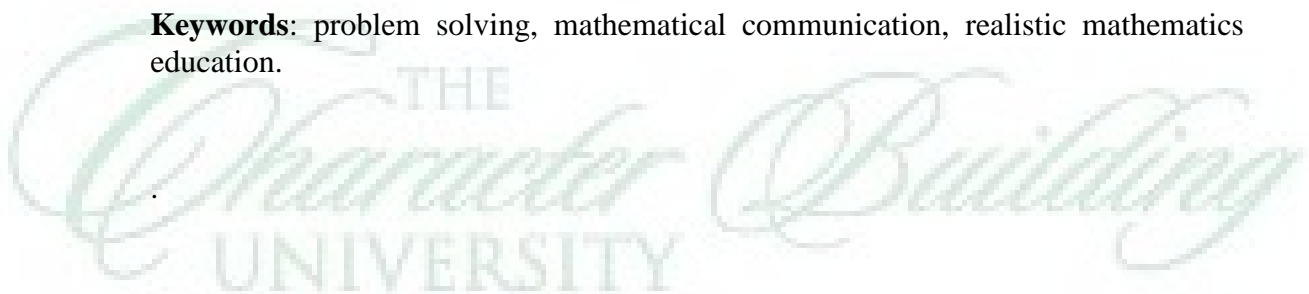 Keywords: problem solving, mathematical communication, realistic mathematics
education.
THE
Character Building
.
UNIVERSITY